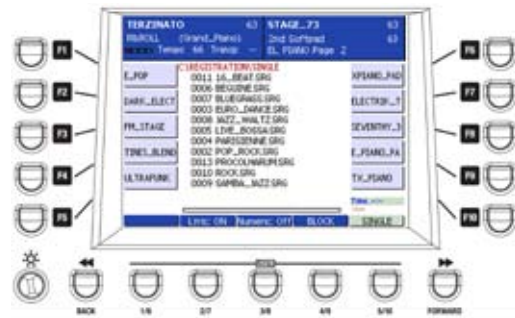 TERZINATO 63 STAGE_73 63
(Grand_Piano) 2nd Softpad 63
Tempo: 66 Transp: -- EL PIANO Page 2
C:\REGISTRATION\SINGLE
E_POP
DARK_ELECT
FM_STAGE
TINES_BLEND
ULTRAFUNK
0011 16_BEAT.SRG
0006 BEGUINE.SRG
0007 BLUEGRASS.SRG
0003 EURO_DANCE.SRG
0008 JAZZ_WALTZ.SRG
0005 LIVE_BOSSA.SRG
0004 PARISIENNE.SRG
0002 POP_ROCK.SRG
0013 PROCOLHARUM.SRG
0010 ROCK.SRG
0009 SAMBA_JAZZ.SRG
XPIANO_PAD
ELECTRIK_T
SEVENTHY_3
E_PIANO_PA
TX_PIANO
Lyric: ON Numeric: Off BLOCK SINGLE
F1
F2
F3
F4
F5
F6
F7
F8
F9
F10
BACK 1/6 2/7 3/8 4/9 5/10 FORWARD